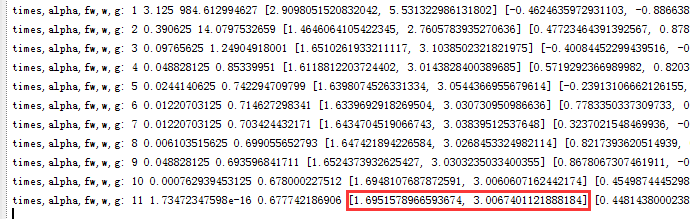 times,alpha,fw,w,g: 1 3.125 984.612994627 [2.9098051520832042, 5.531322986131802] [-0.4624635972931103, -0.886638
times,alpha,fw,w,g: 2 0.390625 14.0797532659 [1.4646064105422345, 2.7605783935270636] [0.47723464391392567, 0.878
times,alpha,fw,w,g: 3 0.09765625 1.24904918001 [1.6510261933211117, 3.1038502321821975] [-0.40084452299439516, -0
times,alpha,fw,w,g: 4 0.048828125 0.85339951 [1.6118812203724402, 3.0143828400389685] [0.5719292366989982, 0.8203
times,alpha,fw,w,g: 5 0.0244140625 0.742294709799 [1.6398074526331334, 3.0544366955679614] [-0.23913106662126155,
times,alpha,fw,w,g: 6 0.01220703125 0.714627298341 [1.6339692918269504, 3.030730950986636] [0.7783350337309733, 0
times,alpha,fw,w,g: 7 0.01220703125 0.703424432171 [1.6434704519066743, 3.03839512537648] [0.3237021548469936, -0
times,alpha,fw,w,g: 8 0.006103515625 0.699055652793 [1.647421894226584, 3.0268453324982114] [0.8217393620514939,
times,alpha,fw,w,g: 9 0.048828125 0.693596841711 [1.6524373932625427, 3.0303235033400355] [0.8678067307461911, -0
times,alpha,fw,w,g: 10 0.000762939453125 0.678000227512 [1.6948107687872591, 3.0060607162442174] [0.4549874445298
times,alpha,fw,w,g: 11 1.73472347598e-16 0.677742186906 [1.6951578966593674, 3.0067401121888184] [0.4481438000238